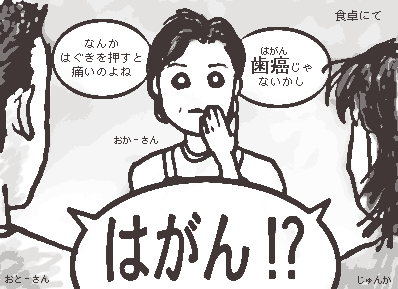 食卓にて
なんか
はぐきを押すと
痛いのよね
はがん
歯癌じゃ
ないかし
おかーさん
はがん!?
おとーさん
じゅんか